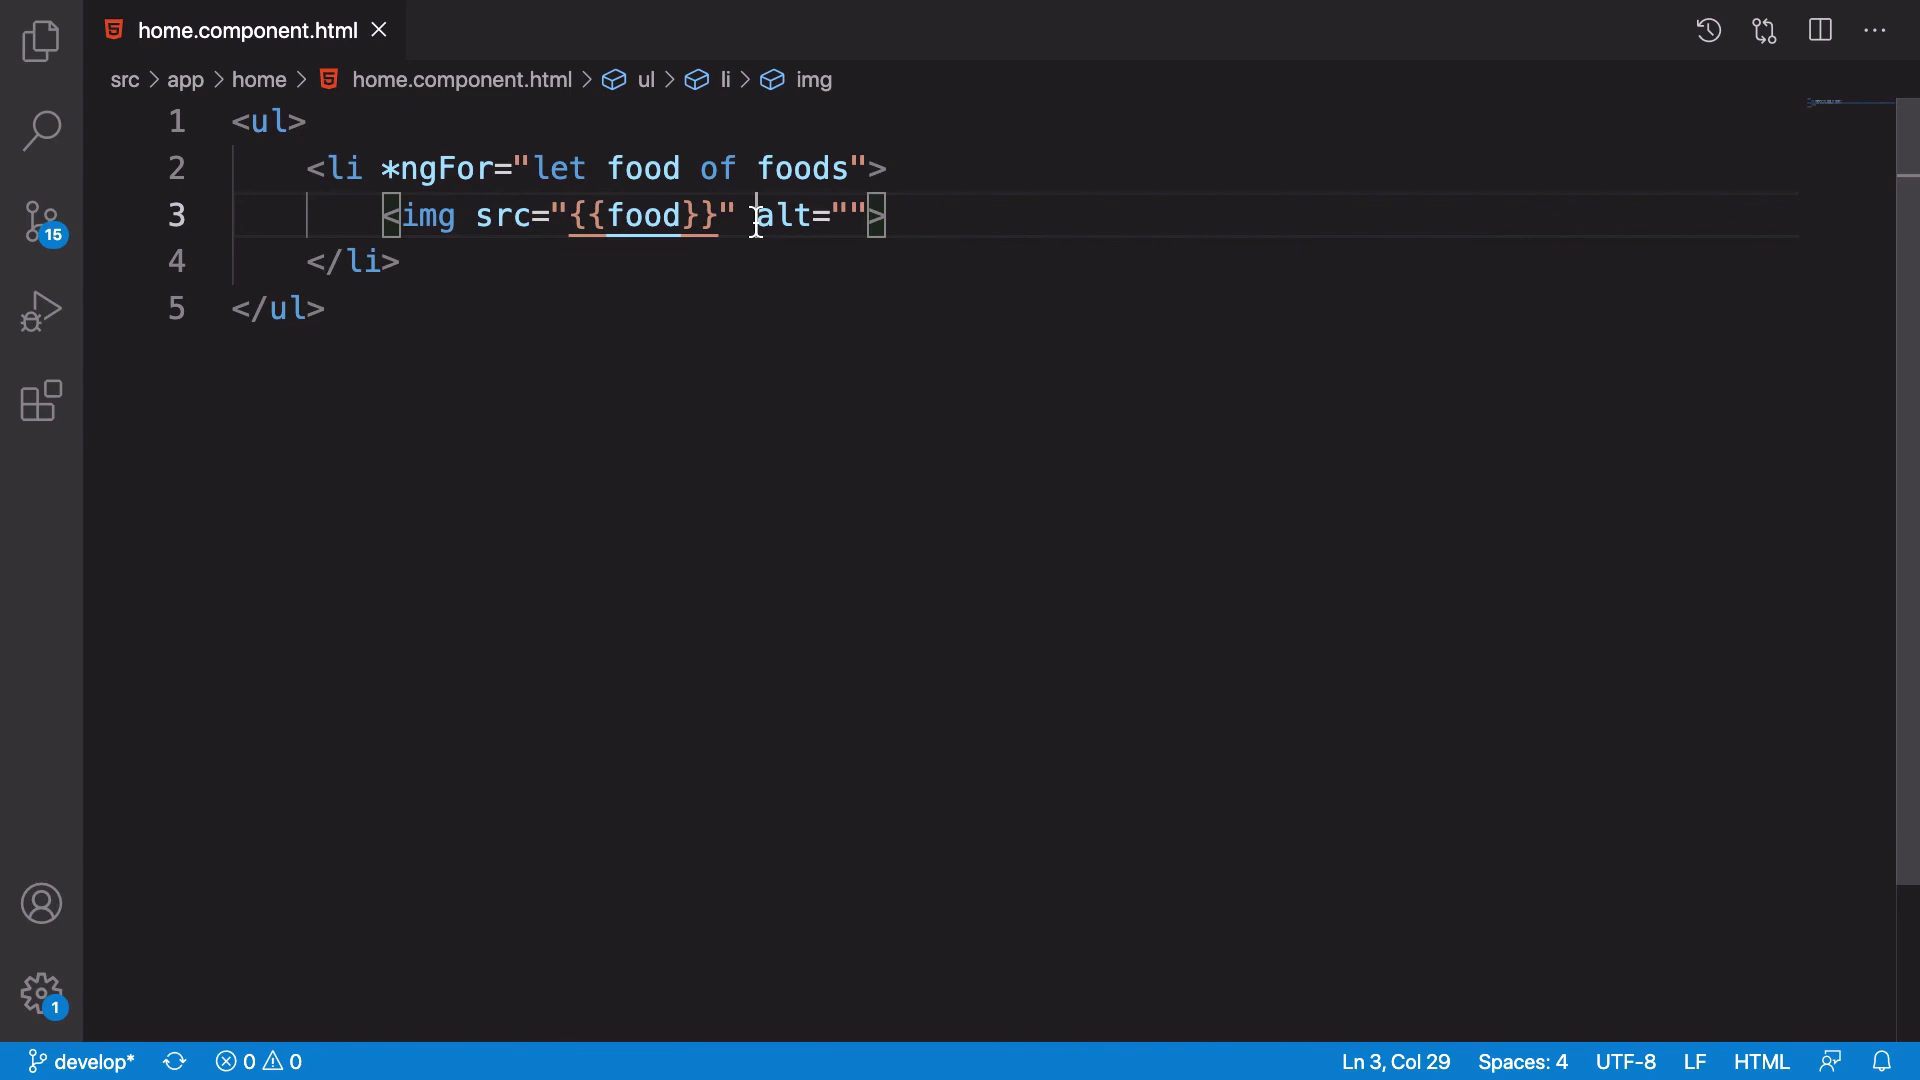 home.component.html
src > app > home > home.component.html > ul > li > img
1 <ul>
2 <li *ngFor="let food of foods">
3 <img src="{{food}}" alt="">
4 </li>
5 </ul>
15
1
develop* 0 0 Ln 3, Col 29 Spaces: 4 UTF-8 LF HTML